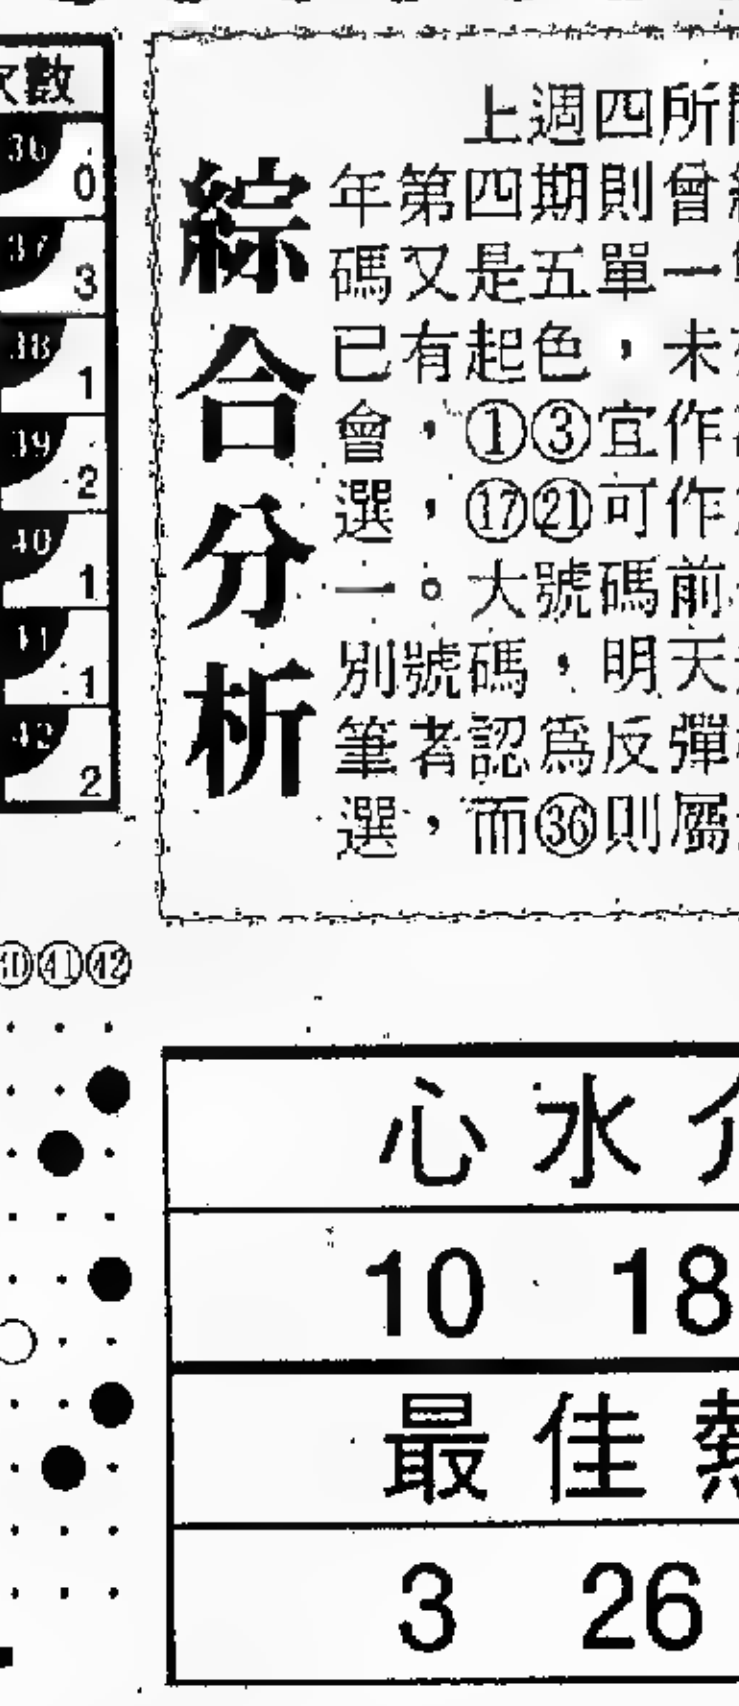 數
36 0
37 3
38 1
39 2
40 1
41 1
42 2
綜合分析
上週四所
年第四期則曾
碼又是五單一
已有起色，未
會，①③宜作
選，⑰㉑可作
一。大號碼前
別號碼，明天
筆者認爲反彈
選，而㊱則屬
㊶㊷
心水
10 18
最佳
3 26